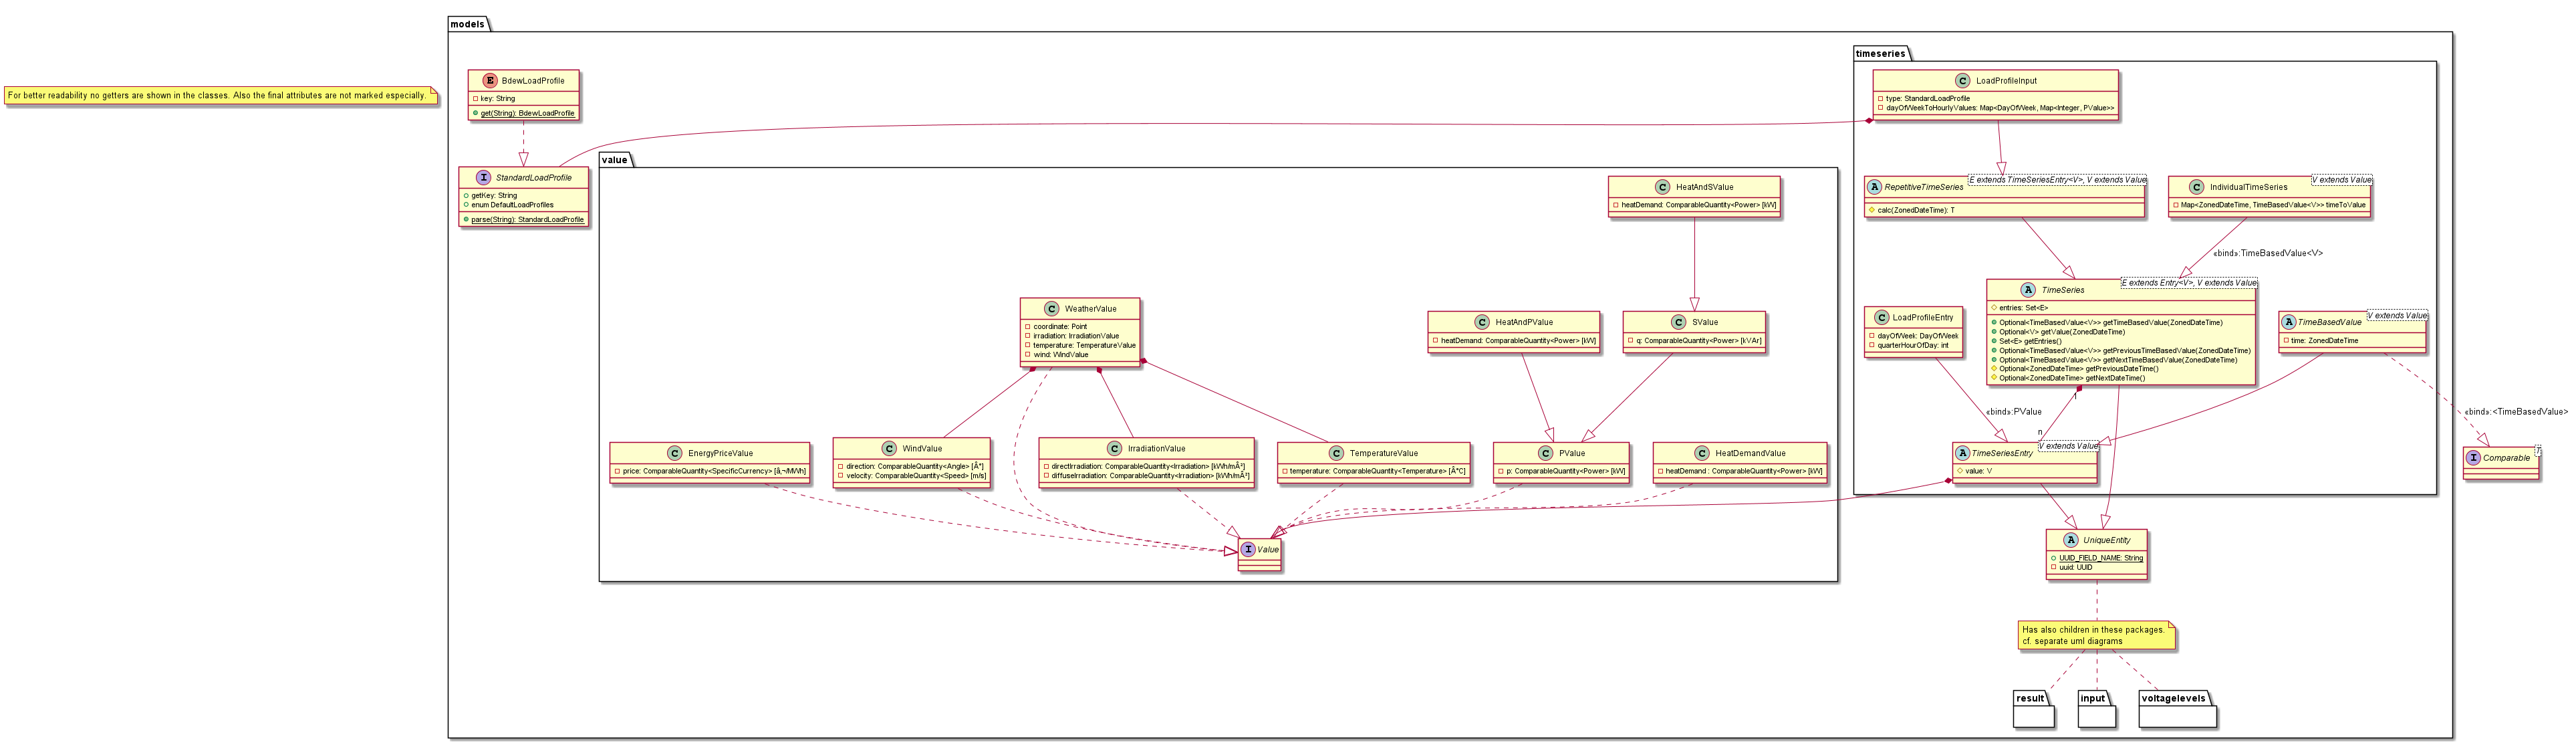 For better readability no getters are shown in the classes. Also the final attributes are not marked especially.
models
E BdewLoadProfile
key: String
get(String): BdewLoadProfile
I StandardLoadProfile
getKey: String
enum DefaultLoadProfiles
parse(String): StandardLoadProfile
value
C HeatAndSValue
heatDemand: ComparableQuantity<Power> [kW]
C WeatherValue
coordinate: Point
irradiation: IrradiationValue
temperature: TemperatureValue
wind: WindValue
C HeatAndPValue
heatDemand: ComparableQuantity<Power> [kW]
C SValue
q: ComparableQuantity<Power> [kVAr]
C EnergyPriceValue
price: ComparableQuantity<SpecificCurrency> [â‚¬/MWh]
C WindValue
direction: ComparableQuantity<Angle> [Â°]
velocity: ComparableQuantity<Speed> [m/s]
C IrradiationValue
directIrradiation: ComparableQuantity<Irradiation> [kWh/mÂ²]
diffuseIrradiation: ComparableQuantity<Irradiation> [kWh/mÂ²]
C TemperatureValue
temperature: ComparableQuantity<Temperature> [Â°C]
C PValue
p: ComparableQuantity<Power> [kW]
C HeatDemandValue
heatDemand : ComparableQuantity<Power> [kW]
I Value
timeseries
C LoadProfileInput
type: StandardLoadProfile
dayOfWeekToHourlyValues: Map<DayOfWeek, Map<Integer, PValue>>
A RepetitiveTimeSeries
E extends TimeSeriesEntry<V>, V extends Value
calc(ZonedDateTime): T
C IndividualTimeSeries
V extends Value
Map<ZonedDateTime, TimeBasedValue<V>> timeToValue
«bind»:TimeBasedValue<V>
A TimeSeries
E extends Entry<V>, V extends Value
entries: Set<E>
Optional<TimeBasedValue<V>> getTimeBasedValue(ZonedDateTime)
Optional<V> getValue(ZonedDateTime)
Set<E> getEntries()
Optional<TimeBasedValue<V>> getPreviousTimeBasedValue(ZonedDateTime)
Optional<TimeBasedValue<V>> getNextTimeBasedValue(ZonedDateTime)
Optional<ZonedDateTime> getPreviousDateTime()
Optional<ZonedDateTime> getNextDateTime()
C LoadProfileEntry
dayOfWeek: DayOfWeek
quarterHourOfDay: int
A TimeBasedValue
V extends Value
time: ZonedDateTime
«bind»:PValue
1
n
«bind»:<TimeBasedValue>
A TimeSeriesEntry
V extends Value
value: V
I Comparable
T
A UniqueEntity
UUID_FIELD_NAME: String
uuid: UUID
Has also children in these packages.
cf. separate uml diagrams
result
input
voltagelevels